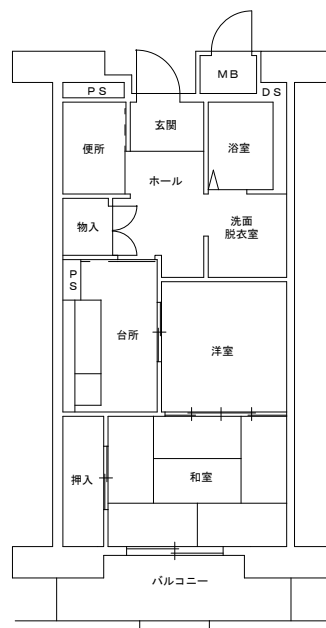 MB
PS
DS
玄関
便所
浴室
ホール
物入
洗面
脱衣室
PS
台所
洋室
押入
和室
バルコニー